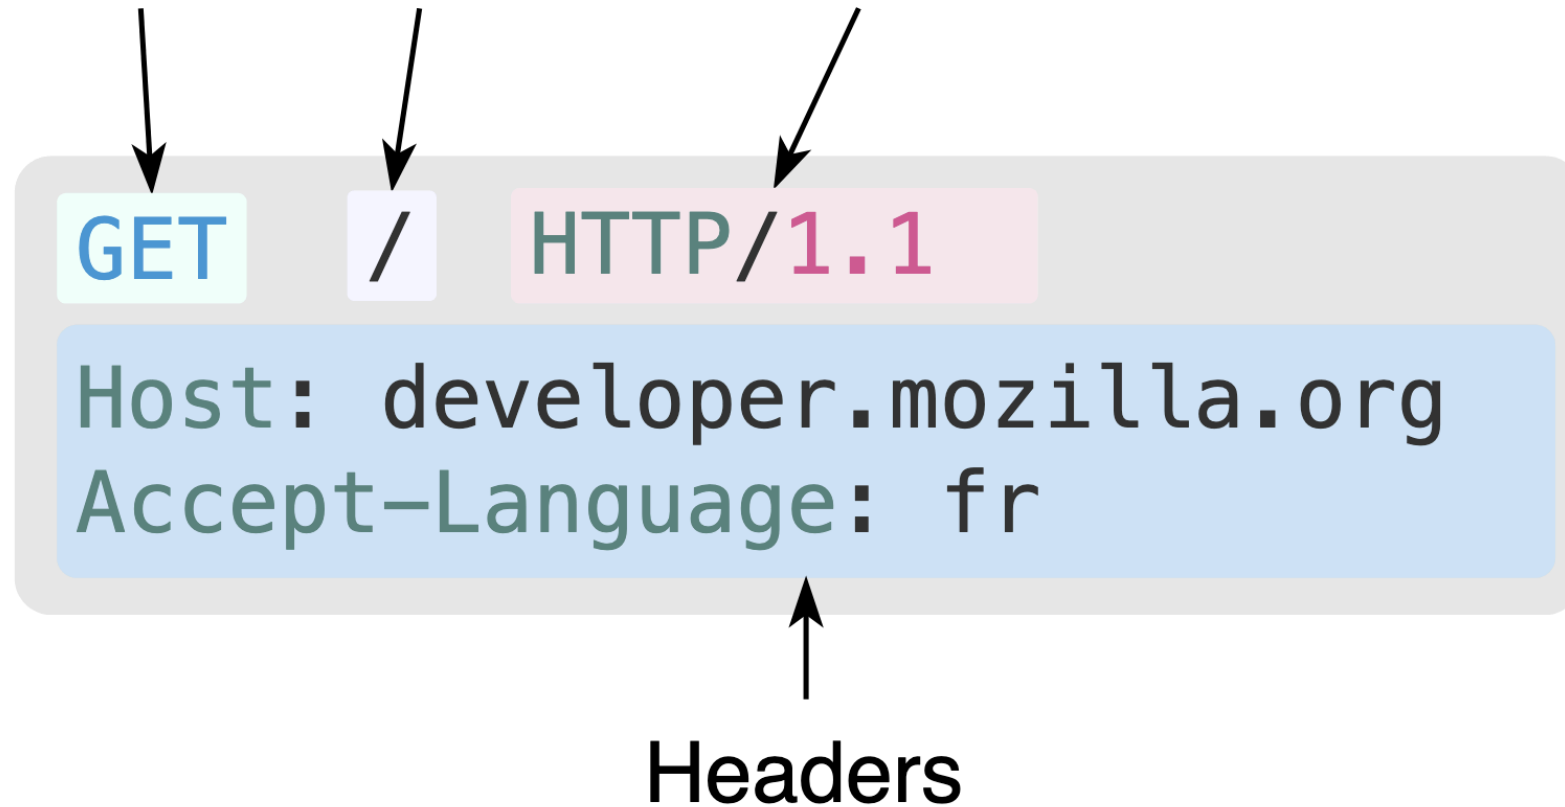 GET / HTTP/1.1
Host: developer.mozilla.org
Accept-Language: fr
Headers